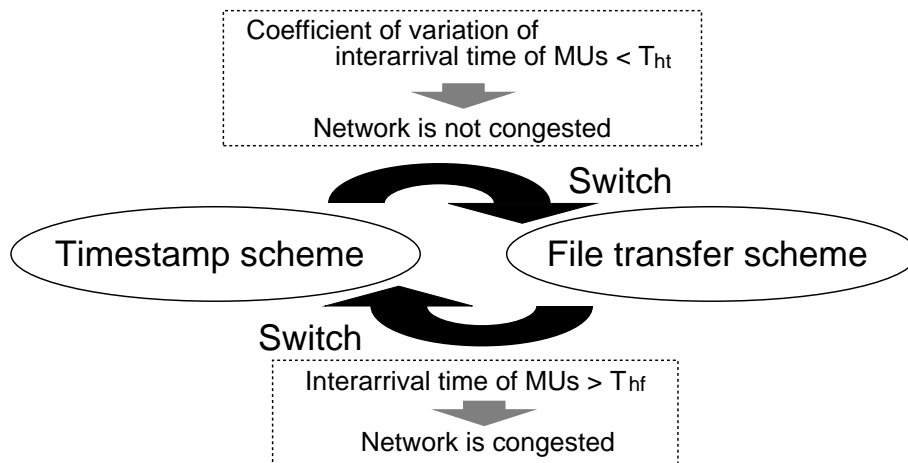 Coefficient of variation of
interarrival time of MUs < Tht
Network is not congested
Switch
Timestamp scheme
File transfer scheme
Switch
Interarrival time of MUs > Thf
Network is congested